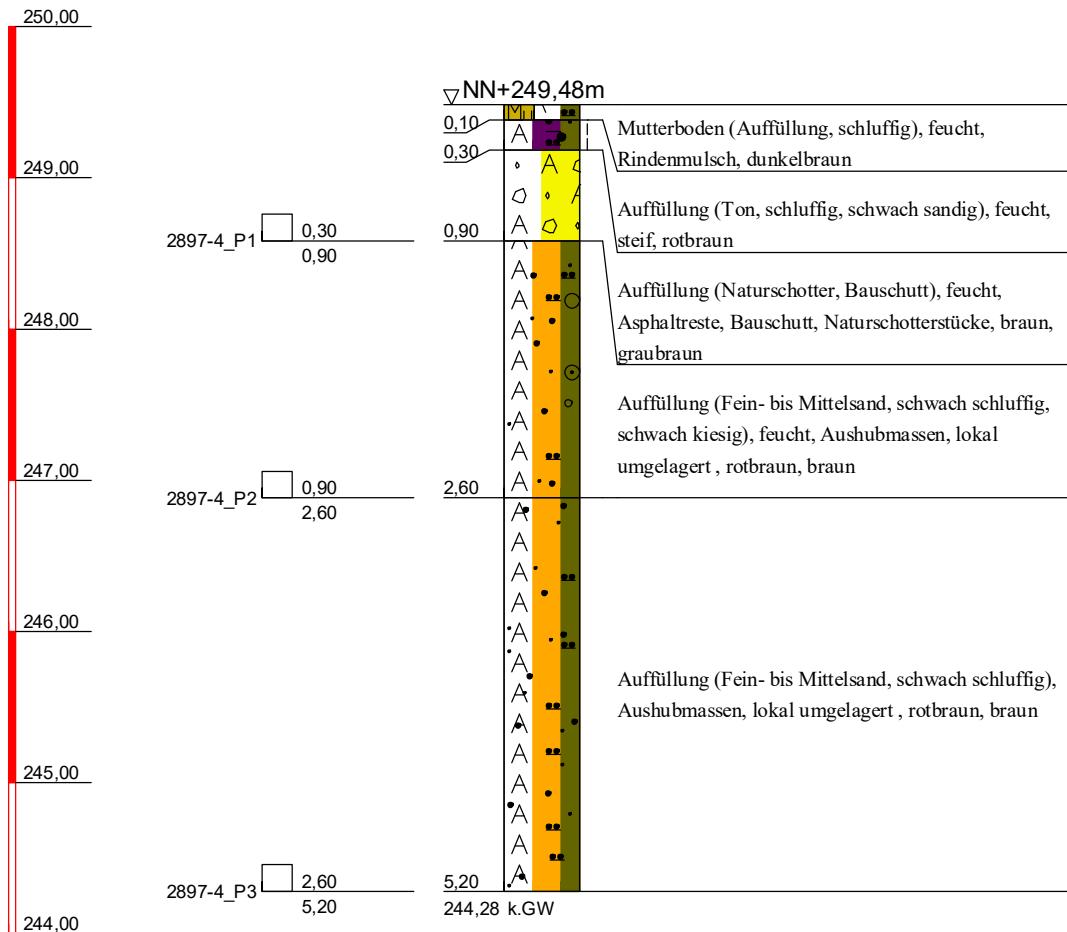 250,00
NN+249,48m
0,10
Mutterboden (Auffüllung, schluffig), feucht,
Rindenmulsch, dunkelbraun
0,30
249,00
Auffüllung (Ton, schluffig, schwach sandig), feucht,
steif, rotbraun
2897-4_P1
0,30
0,90
0,90
Auffüllung (Naturschotter, Bauschutt), feucht,
Asphaltreste, Bauschutt, Naturschotterstücke, braun,
graubraun
248,00
Auffüllung (Fein- bis Mittelsand, schwach schluffig,
schwach kiesig), feucht, Aushubmassen, lokal
umgelagert , rotbraun, braun
247,00
2897-4_P2
0,90
2,60
2,60
246,00
Auffüllung (Fein- bis Mittelsand, schwach schluffig),
Aushubmassen, lokal umgelagert , rotbraun, braun
245,00
2897-4_P3
2,60
5,20
5,20
244,28 k.GW
244,00